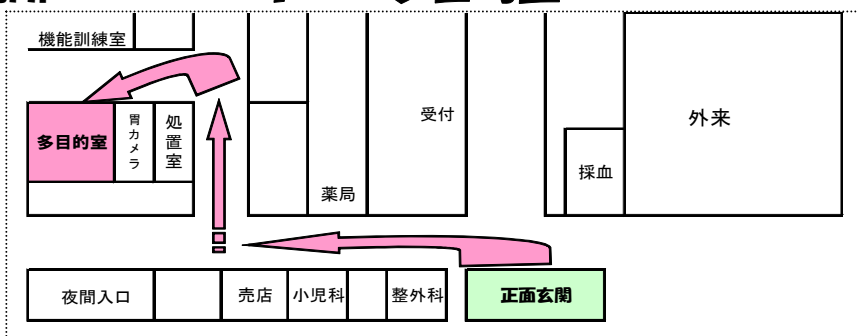 機能訓練室
多目的室
胃カメラ
処置室
薬局
受付
採血
外来
夜間入口
売店
小児科
整外科
正面玄関